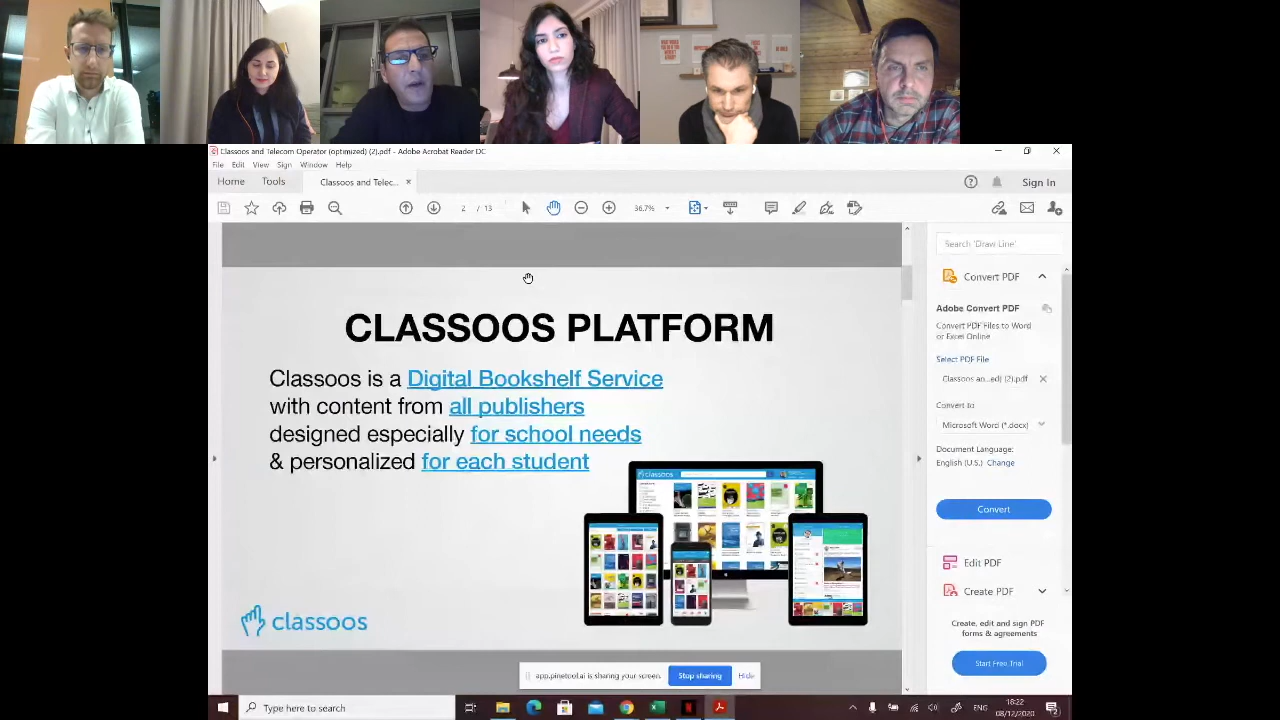 Classoos and Telecom Operator (optimized) (2).pdf - Adobe Acrobat Reader DC
File Edit View Sign Window Help
Home Tools Classoos and Telec... × Sign In
2 / 13 36.7%
Search 'Draw Line'
Convert PDF
Adobe Convert PDF
Convert PDF Files to Word
or Excel Online
Select PDF File
Classoos an...ed) (2).pdf
Convert to:
Microsoft Word (*.docx)
Document Language:
English (U.S.) Change
Convert
Edit PDF
Create PDF
Create, edit and sign PDF
forms & agreements
Start Free Trial
CLASSOOS PLATFORM
Classoos is a Digital Bookshelf Service
with content from all publishers
designed especially for school needs
& personalized for each student
classoos
classoos
app.pinetool.ai is sharing your screen. Stop sharing Hide
Type here to search
ENG
18:22
08/12/2020